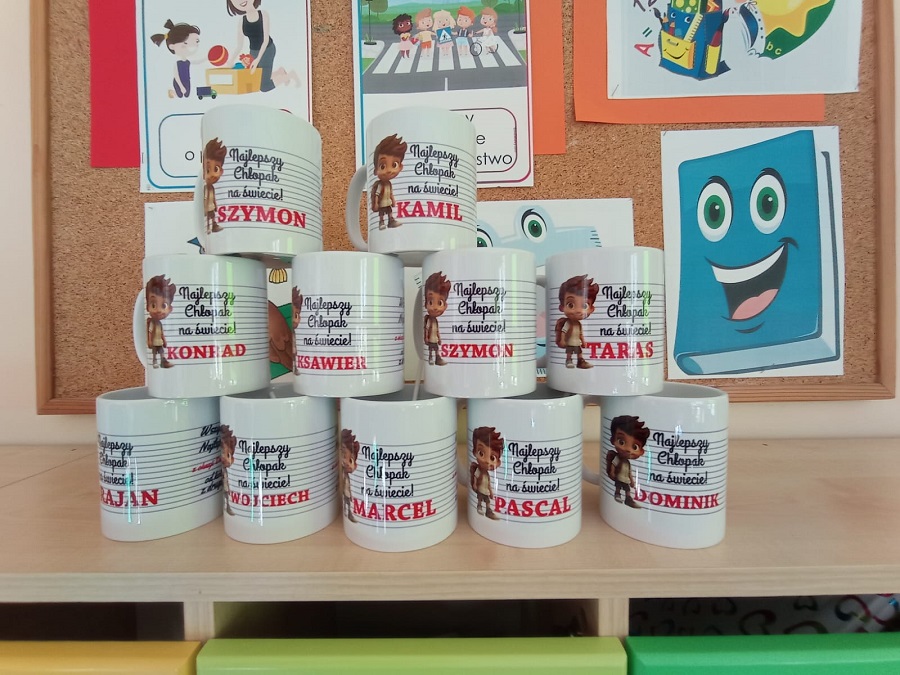 stwo
Najlepszy
Chłopak
na świecie!
SZYMON
Najlepszy
Chłopak
na świecie!
KAMIL
Najlepszy
Chłopak
na świecie!
KONRAD
Najlepszy
Chłopak
na świecie!
KSAWIER
Najlepszy
Chłopak
na świecie!
SZYMON
Najlepszy
Chłopak
na świecie!
TARAS
Najlepszy
Chłopak
na świecie!
RAJAN
Najlepszy
Chłopak
na świecie!
WOJCIECH
Najlepszy
Chłopak
na świecie!
MARCEL
Najlepszy
Chłopak
na świecie!
PASCAL
Najlepszy
Chłopak
na świecie!
DOMINIK